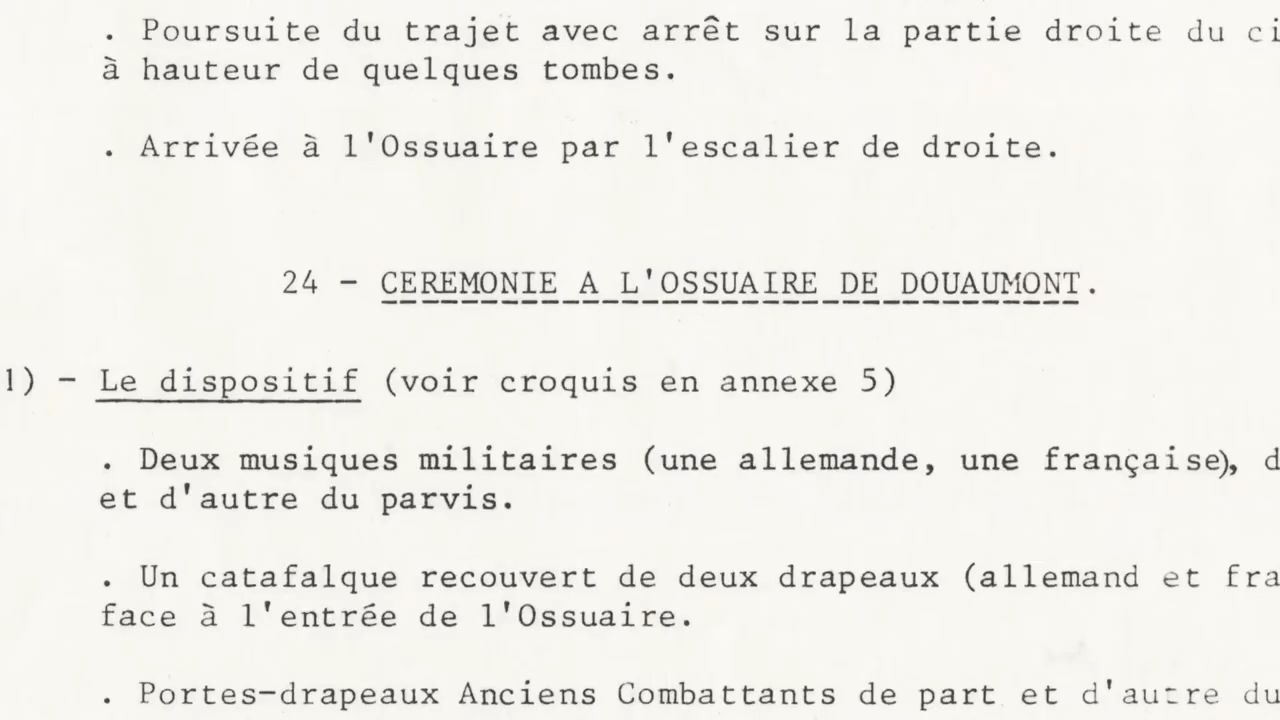 . Poursuite du trajet avec arrêt sur la partie droite du
à hauteur de quelques tombes.
. Arrivée à l'Ossuaire par l'escalier de droite.
24 - CEREMONIE A L'OSSUAIRE DE DOUAUMONT.
1) - Le dispositif (voir croquis en annexe 5)
. Deux musiques militaires (une allemande, une française),
et d'autre du parvis.
. Un catafalque recouvert de deux drapeaux (allemand et
face à l'entrée de l'Ossuaire.
. Portes-drapeaux Anciens Combattants de part et d'autre du